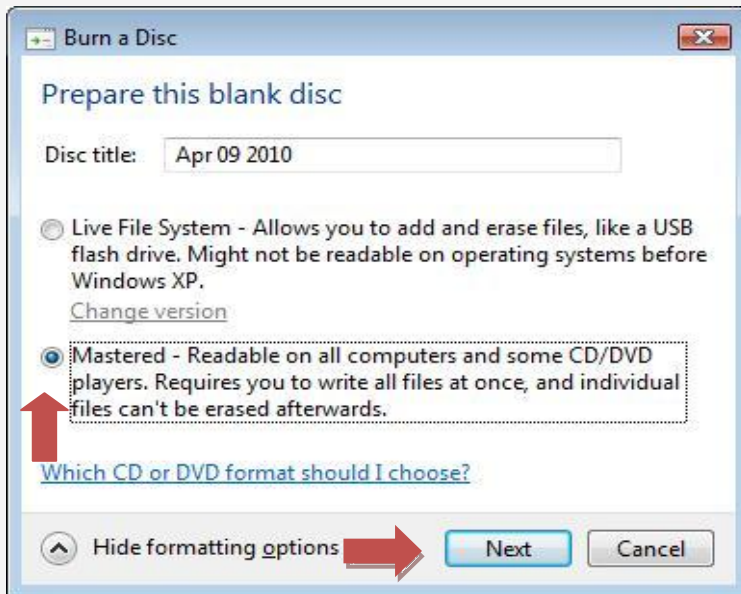 Burn a Disc
Prepare this blank disc
Disc title: Apr 09 2010
Live File System - Allows you to add and erase files, like a USB
flash drive. Might not be readable on operating systems before
Windows XP.
Change version
Mastered - Readable on all computers and some CD/DVD
players. Requires you to write all files at once, and individual
files can't be erased afterwards.
Which CD or DVD format should I choose?
Hide formatting options Next Cancel